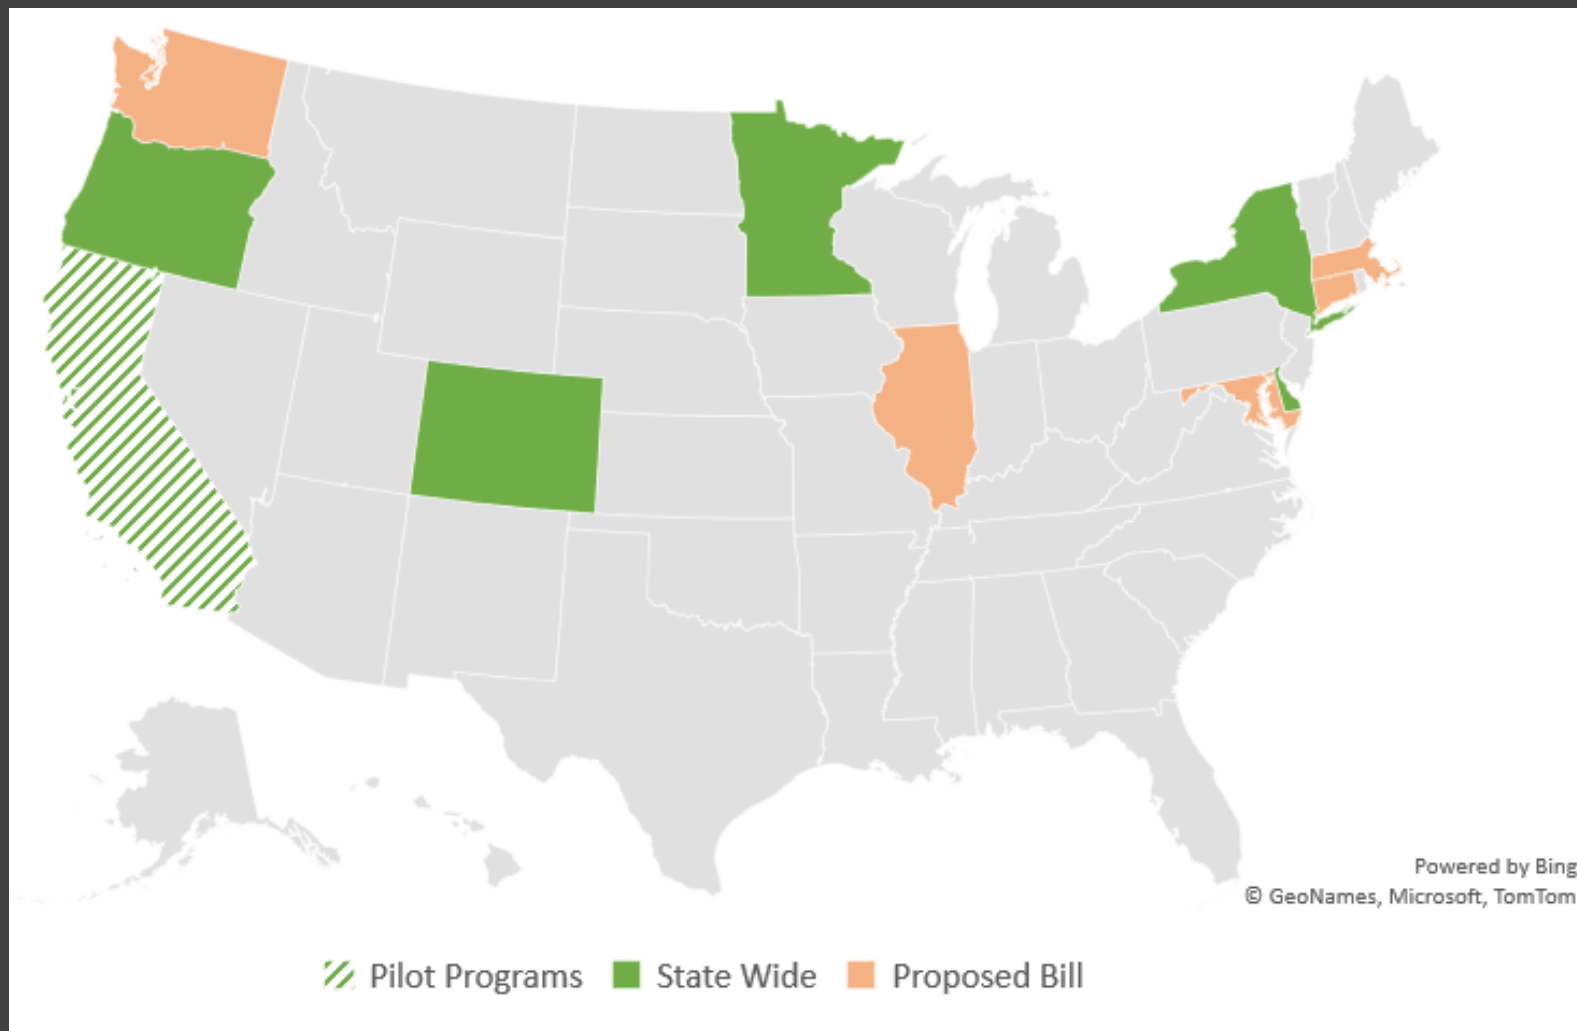 Powered by Bing
© GeoNames, Microsoft, TomTom
Pilot Programs State Wide Proposed Bill